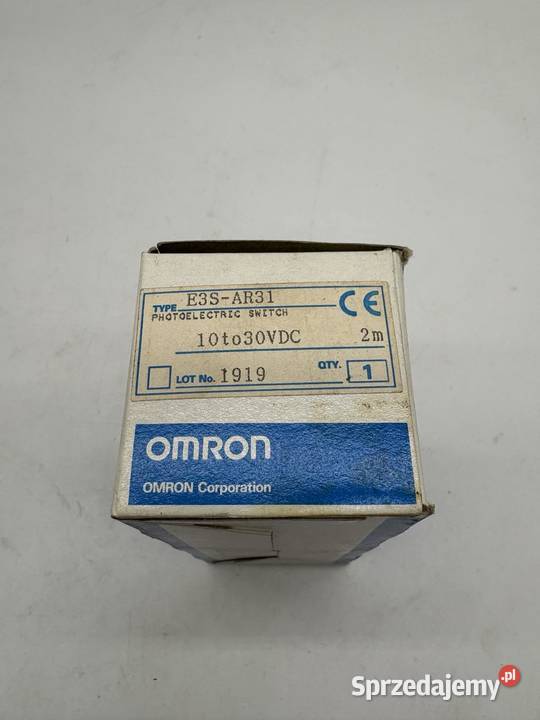 TYPE E3S-AR31 CE
PHOTOELECTRIC SWITCH
10to30VDC 2m
LOT No. 1919 QTY. 1
OMRON
OMRON Corporation
Sprzedajemy.pl